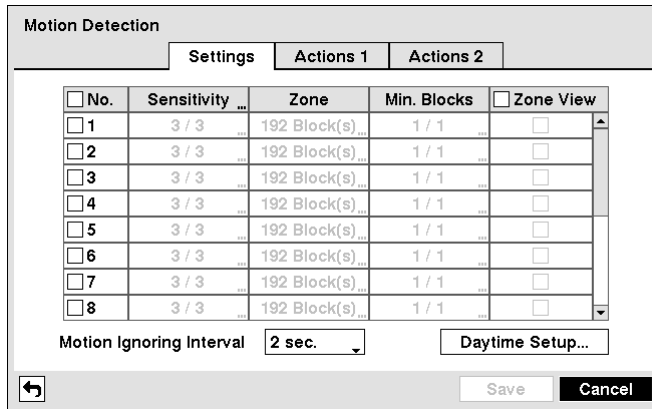 Motion Detection
Settings Actions 1 Actions 2
No. Sensitivity ... Zone Min. Blocks Zone View
1 3 / 3 ... 192 Block(s)... 1 / 1 ...
2 3 / 3 ... 192 Block(s)... 1 / 1 ...
3 3 / 3 ... 192 Block(s)... 1 / 1 ...
4 3 / 3 ... 192 Block(s)... 1 / 1 ...
5 3 / 3 ... 192 Block(s)... 1 / 1 ...
6 3 / 3 ... 192 Block(s)... 1 / 1 ...
7 3 / 3 ... 192 Block(s)... 1 / 1 ...
8 3 / 3 ... 192 Block(s)... 1 / 1 ...
Motion Ignoring Interval 2 sec. Daytime Setup...
Save Cancel